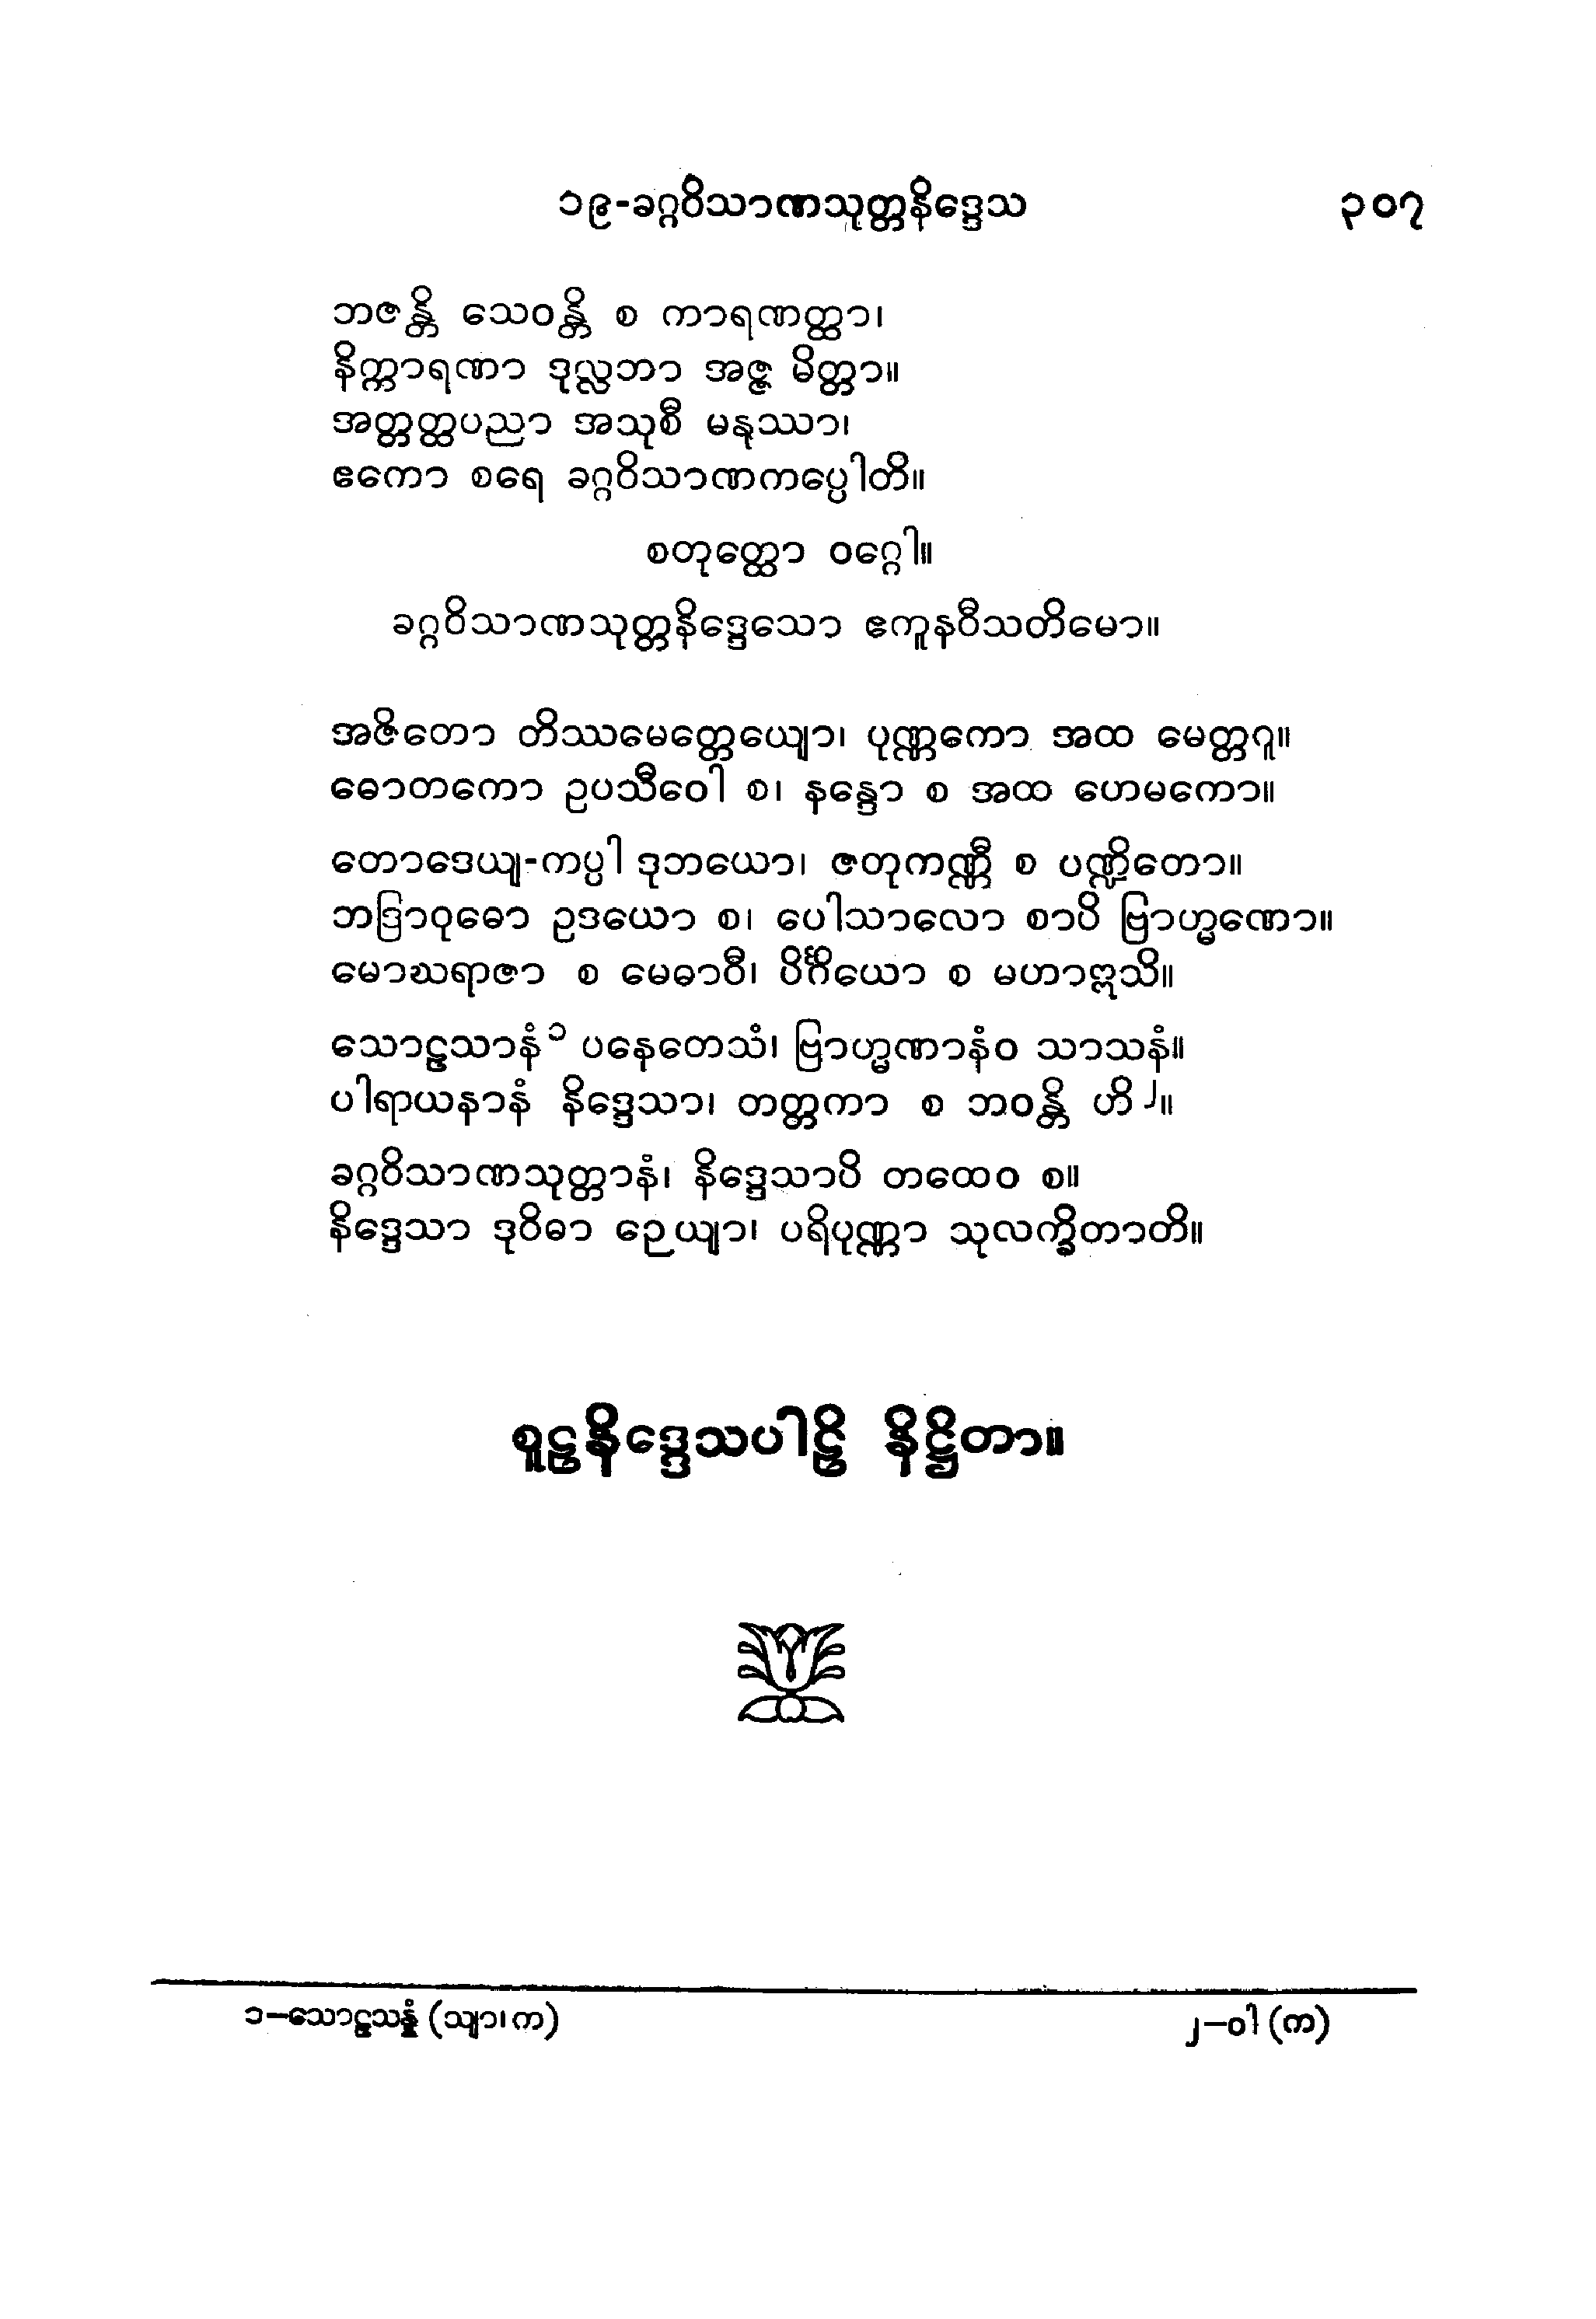 ၁၉-ခဂ္ဂဝိသာဏသုတ္တနိဒ္ဒေသ ၃၀၇
ဘဇန္တိ သေဝန္တိ စ ကာရဏတ္ထာ၊
နိက္ကာရဏာ ဒုလ္လဘာ အဇ္ဇ မိတ္တာ။
အတ္တတ္ထပညာ အသုစီ မနုဿာ၊
ဧကော စရေ ခဂ္ဂဝိသာဏကပ္ပေါတိ။
စတုတ္ထော ဝဂ္ဂေါ။
ခဂ္ဂဝိသာဏသုတ္တနိဒ္ဒေသော ဧကူနဝီသတိမော။
အဇိတော တိဿမေတ္တေယျော၊ ပုဏ္ဏကော အထ မေတ္တဂူ။
ဓောတကော ဥပသီဝေါ စ၊ နန္ဒော စ အထ ဟေမကော။
တောဒေယျ-ကပ္ပါ ဒုဘယော၊ ဇတုကဏ္ဏီ စ ပဏ္ဍိတော။
ဘဒြာဝုဓော ဥဒယော စ၊ ပေါသာလော စာပိ ဗြာဟ္မဏော။
မောဃရာဇာ စ မေဓာဝီ၊ ပိင်္ဂိယော စ မဟာဣသိ။
သောဠသာနံ၁ ပနေတေသံ၊ ဗြာဟ္မဏာနံဝ သာသနံ။
ပါရာယနာနံ နိဒ္ဒေသာ၊ တတ္တကာ စ ဘဝန္တိ ဟိ၂။
ခဂ္ဂဝိသာဏသုတ္တာနံ၊ နိဒ္ဒေသာပိ တထေဝ စ။
နိဒ္ဒေသာ ဒုဝိဓာ ဉေယျာ၊ ပရိပုဏ္ဏာ သုလက္ခိတာတိ။
စူဠနိဒ္ဒေသပါဠိ နိဋ္ဌိတာ။
၁–သောဠသန္နံ (သျာ၊က)
၂–ဝါ (က)